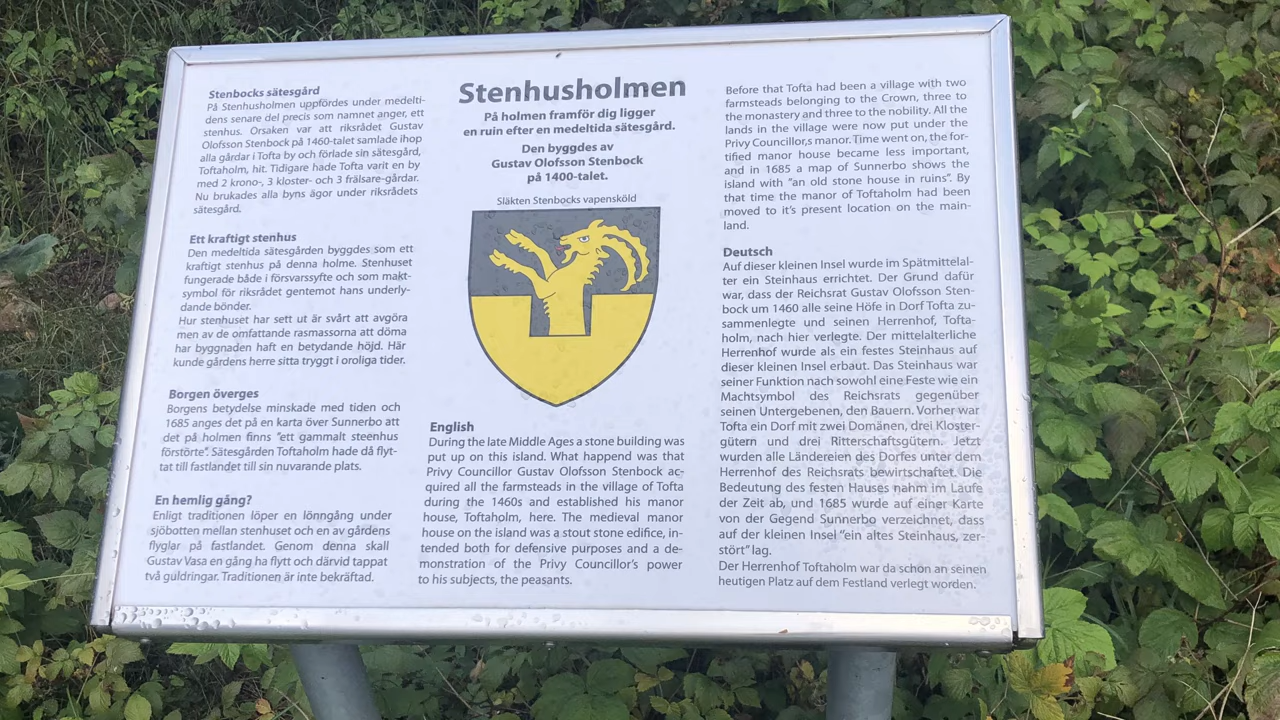 Stenbocks sätesgård
På Stenhusholmen uppfördes under medelti-
dens senare del precis som namnet anger, ett
stenhus. Orsaken var att riksrådet Gustav
Olofsson Stenbock på 1460-talet samlade ihop
alla gårdar i Tofta by och förlade sin sätesgård,
Toftaholm, hit. Tidigare hade Tofta varit en by
med 2 krono-, 3 kloster- och 3 frälsare-gårdar.
Nu brukades alla byns ägor under riksrådets
sätesgård.
Ett kraftigt stenhus
Den medeltida sätesgården byggdes som ett
kraftigt stenhus på denna holme. Stenhuset
fungerade både i försvarssyfte och som makt-
symbol för riksrådet gentemot hans underly-
dande bönder.
Hur stenhuset har sett ut är svårt att avgöra
men av de omfattande rasmassorna att döma
har byggnaden haft en betydande höjd. Här
kunde gårdens herre sitta tryggt i oroliga tider.
Borgen överges
Borgens betydelse minskade med tiden och
1685 anges det på en karta över Sunnerbo att
det på holmen finns "ett gammalt steenhus
förstörte". Sätesgården Toftaholm hade då flyt-
tat till fastlandet till sin nuvarande plats.
En hemlig gång?
Enligt traditionen löper en lönngång under
sjöbotten mellan stenhuset och en av gårdens
flyglar på fastlandet. Genom denna skall
Gustav Vasa en gång ha flytt och därvid tappat
två guldringar. Traditionen är inte bekräftad.
Stenhusholmen
På holmen framför dig ligger
en ruin efter en medeltida sätesgård.
Den byggdes av
Gustav Olofsson Stenbock
på 1400-talet.
Släkten Stenbocks vapensköld
English
During the late Middle Ages a stone building was
put up on this island. What happend was that
Privy Councillor Gustav Olofsson Stenbock ac-
quired all the farmsteads in the village of Tofta
during the 1460s and established his manor
house, Toftaholm, here. The medieval manor
house on the island was a stout stone edifice, in-
tended both for defensive purposes and a de-
monstration of the Privy Councillor's power
to his subjects, the peasants.
Before that Tofta had been a village with two
farmsteads belonging to the Crown, three to
the monastery and three to the nobility. All the
lands in the village were now put under the
Privy Councillor,s manor. Time went on, the for-
tified manor house became less important,
and in 1685 a map of Sunnerbo shows the
island with "an old stone house in ruins". By
that time the manor of Toftaholm had been
moved to it's present location on the main-
land.
Deutsch
Auf dieser kleinen Insel wurde im Spätmittelal-
ter ein Steinhaus errichtet. Der Grund dafür
war, dass der Reichsrat Gustav Olofsson Sten-
bock um 1460 alle seine Höfe in Dorf Tofta zu-
sammenlegte und seinen Herrenhof, Tofta-
holm, nach hier verlegte. Der mittelalterliche
Herrenhof wurde als ein festes Steinhaus auf
dieser kleinen Insel erbaut. Das Steinhaus war
seiner Funktion nach sowohl eine Feste wie ein
Machtsymbol des Reichsrats gegenüber
seinen Untergebenen, den Bauern. Vorher war
Tofta ein Dorf mit zwei Domänen, drei Kloster-
gütern und drei Ritterschaftsgütern. Jetzt
wurden alle Ländereien des Dorfes unter dem
Herrenhof des Reichsrats bewirtschaftet. Die
Bedeutung des festen Hauses nahm im Laufe
der Zeit ab, und 1685 wurde auf einer Karte
von der Gegend Sunnerbo verzeichnet, dass
auf der kleinen Insel "ein altes Steinhaus, zer-
stört" lag.
Der Herrenhof Toftaholm war da schon an seinen
heutigen Platz auf dem Festland verlegt worden.